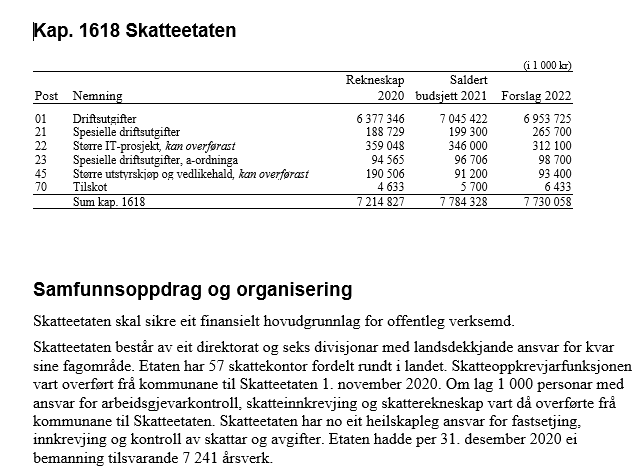 Kap. 1618 Skatteetaten
(i 1 000 kr)
Rekneskap Saldert
Post Nemning 2020 budsjett 2021 Forslag 2022
01 Driftsutgifter 6 377 346 7 045 422 6 953 725
21 Spesielle driftsutgifter 188 729 199 300 265 700
22 Større IT-prosjekt, kan overførast 359 048 346 000 312 100
23 Spesielle driftsutgifter, a-ordninga 94 565 96 706 98 700
45 Større utstyrskjøp og vedlikehald, kan overførast 190 506 91 200 93 400
70 Tilskot 4 633 5 700 6 433
Sum kap. 1618 7 214 827 7 784 328 7 730 058
Samfunnsoppdrag og organisering
Skatteetaten skal sikre eit finansielt hovudgrunnlag for offentleg verksemd.
Skatteetaten består av eit direktorat og seks divisjonar med landsdekkjande ansvar for kvar
sine fagområde. Etaten har 57 skattekontor fordelt rundt i landet. Skatteoppkrevjarfunksjonen
vart overført frå kommunane til Skatteetaten 1. november 2020. Om lag 1 000 personar med
ansvar for arbeidsgjevarkontroll, skatteinnkrevjing og skatterekneskap vart då overførte frå
kommunane til Skatteetaten. Skatteetaten har no eit heilskapleg ansvar for fastsetjing,
innkrevjing og kontroll av skattar og avgifter. Etaten hadde per 31. desember 2020 ei
bemanning tilsvarande 7 241 årsverk.